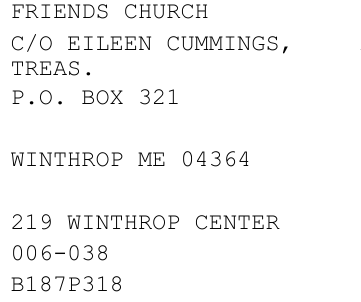 FRIENDS CHURCH
C/O EILEEN CUMMINGS,
TREAS.
P.O. BOX 321
WINTHROP ME 04364
219 WINTHROP CENTER
006-038
B187P318